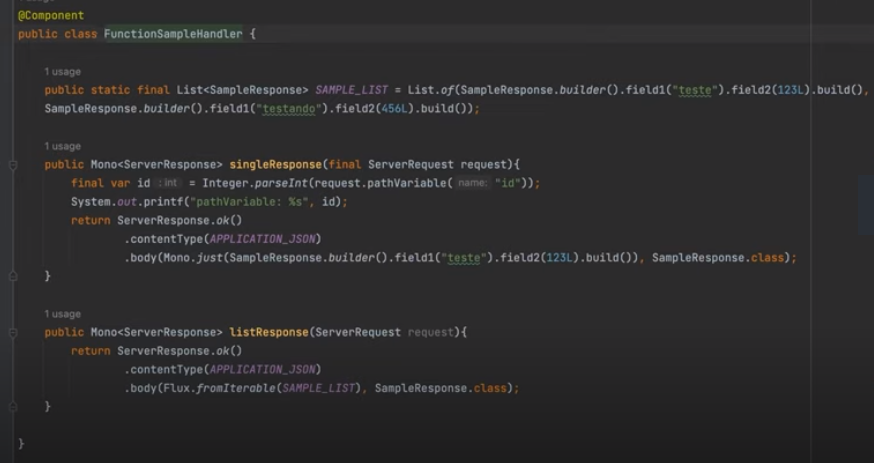 @Component
public class FunctionSampleHandler {
1 usage
public static final List<SampleResponse> SAMPLE_LIST = List.of(SampleResponse.builder().field1("teste").field2(123L).build(),
SampleResponse.builder().field1("testando").field2(456L).build());
1 usage
public Mono<ServerResponse> singleResponse(final ServerRequest request){
final var id : int = Integer.parseInt(request.pathVariable( name: "id"));
System.out.printf("pathVariable: %s", id);
return ServerResponse.ok()
.contentType(APPLICATION_JSON)
.body(Mono.just(SampleResponse.builder().field1("teste").field2(123L).build()), SampleResponse.class);
}
1 usage
public Mono<ServerResponse> listResponse(ServerRequest request){
return ServerResponse.ok()
.contentType(APPLICATION_JSON)
.body(Flux.fromIterable(SAMPLE_LIST), SampleResponse.class);
}
}